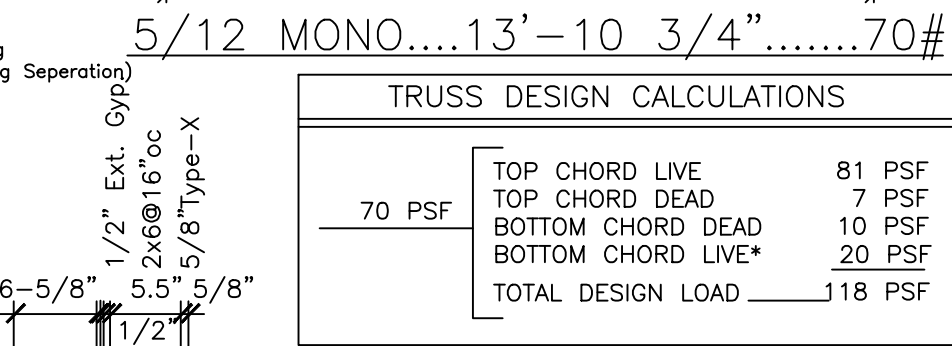 5/12 MONO....13'-10 3/4".......70#
g Seperation)
TRUSS DESIGN CALCULATIONS
1/2" Ext. Gyp.
2x6@16"oc
5/8"Type-X
70 PSF
TOP CHORD LIVE 81 PSF
TOP CHORD DEAD 7 PSF
BOTTOM CHORD DEAD 10 PSF
BOTTOM CHORD LIVE* 20 PSF
TOTAL DESIGN LOAD 118 PSF
6-5/8" 5.5" 5/8"
1/2"